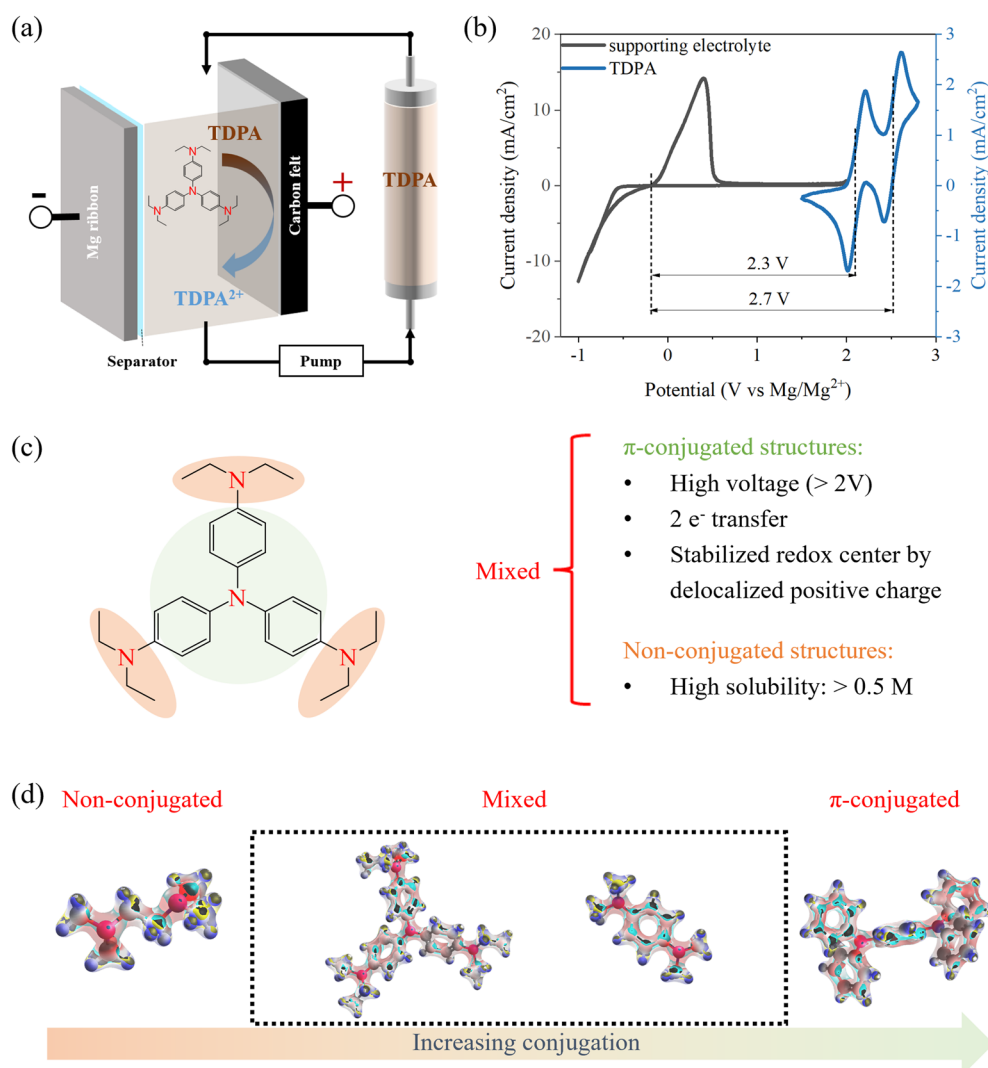 (a)
TDPA
N
N
N
N
-
+
Mg ribbon
Carbon felt
TDPA
TDPA²⁺
Separator
Pump
(b)
supporting electrolyte
TDPA
Current density (mA/cm²)
20
10
0
-10
-20
3
2
1
0
-1
-2
-3
Current density (mA/cm²)
2.3 V
2.7 V
-1 0 1 2 3
Potential (V vs Mg/Mg²⁺)
(c)
N
N
N
N
Mixed
π-conjugated structures:
• High voltage (> 2V)
• 2 e⁻ transfer
• Stabilized redox center by
delocalized positive charge
Non-conjugated structures:
• High solubility: > 0.5 M
(d)
Non-conjugated
Mixed
π-conjugated
Increasing conjugation